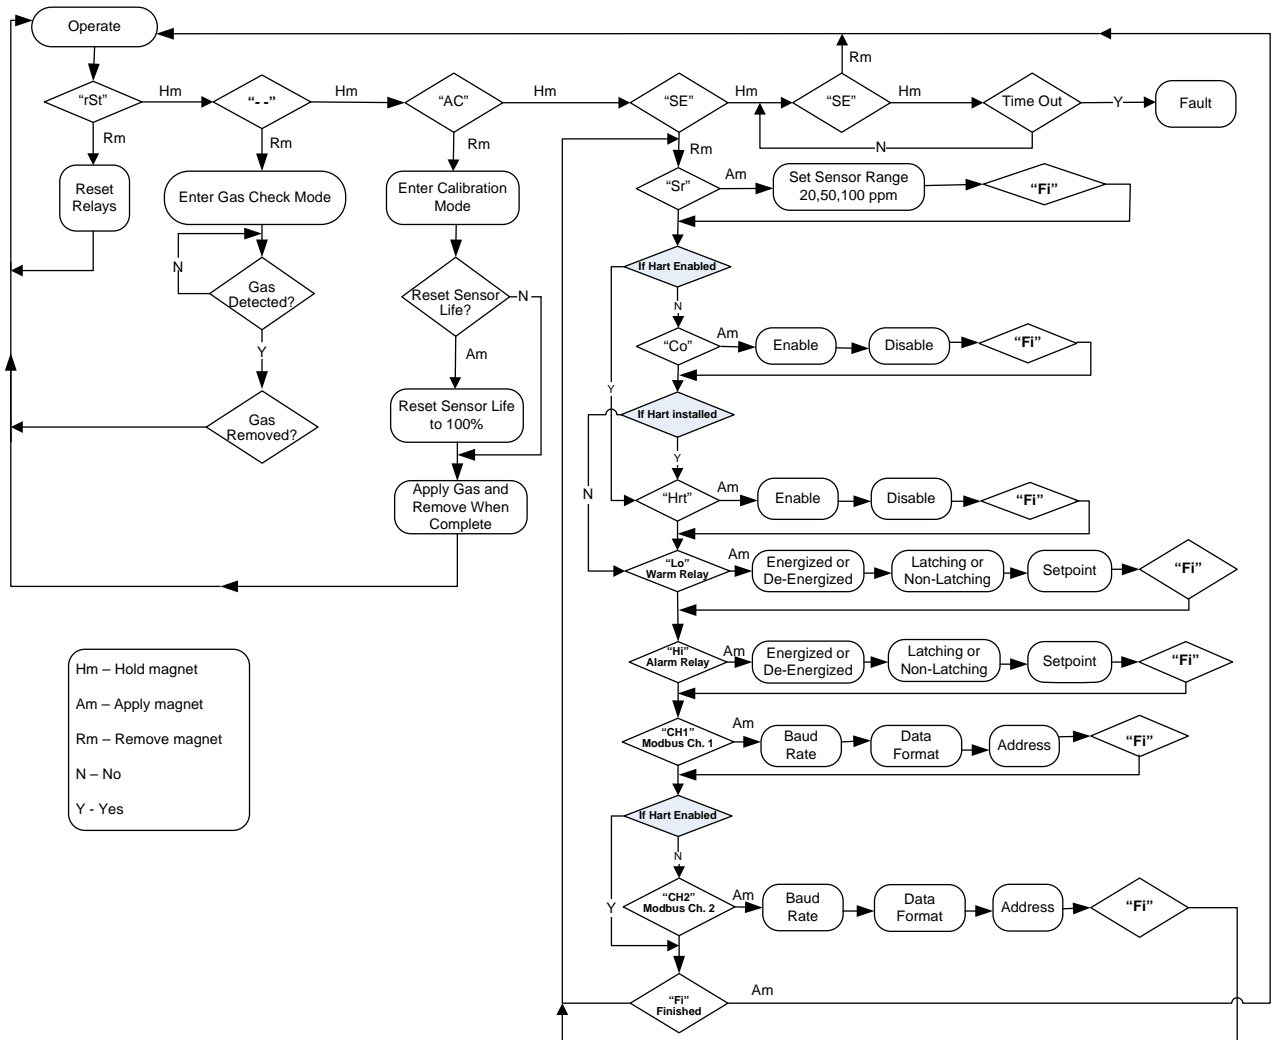 Operate
Rm
"rSt"
Hm
"- -"
Hm
"AC"
Hm
"SE"
Hm
"SE"
Hm
Time Out
Y
Fault
N
Rm
Rm
Rm
Rm
Reset
Relays
Enter Gas Check Mode
Enter Calibration
Mode
"Sr"
Am
Set Sensor Range
20,50,100 ppm
"Fi"
N
Gas
Detected?
Y
Gas
Removed?
Reset Sensor
Life?
N
Am
Reset Sensor Life
to 100%
Apply Gas and
Remove When
Complete
If Hart Enabled
N
Y
"Co"
Am
Enable
Disable
"Fi"
If Hart installed
Y
N
"Hrt"
Am
Enable
Disable
"Fi"
"Lo"
Warm Relay
Am
Energized or
De-Energized
Latching or
Non-Latching
Setpoint
"Fi"
"Hi"
Alarm Relay
Am
Energized or
De-Energized
Latching or
Non-Latching
Setpoint
"Fi"
"CH1"
Modbus Ch. 1
Am
Baud
Rate
Data
Format
Address
"Fi"
If Hart Enabled
N
Y
"CH2"
Modbus Ch. 2
Am
Baud
Rate
Data
Format
Address
"Fi"
"Fi"
Finished
Am
Hm – Hold magnet
Am – Apply magnet
Rm – Remove magnet
N – No
Y - Yes